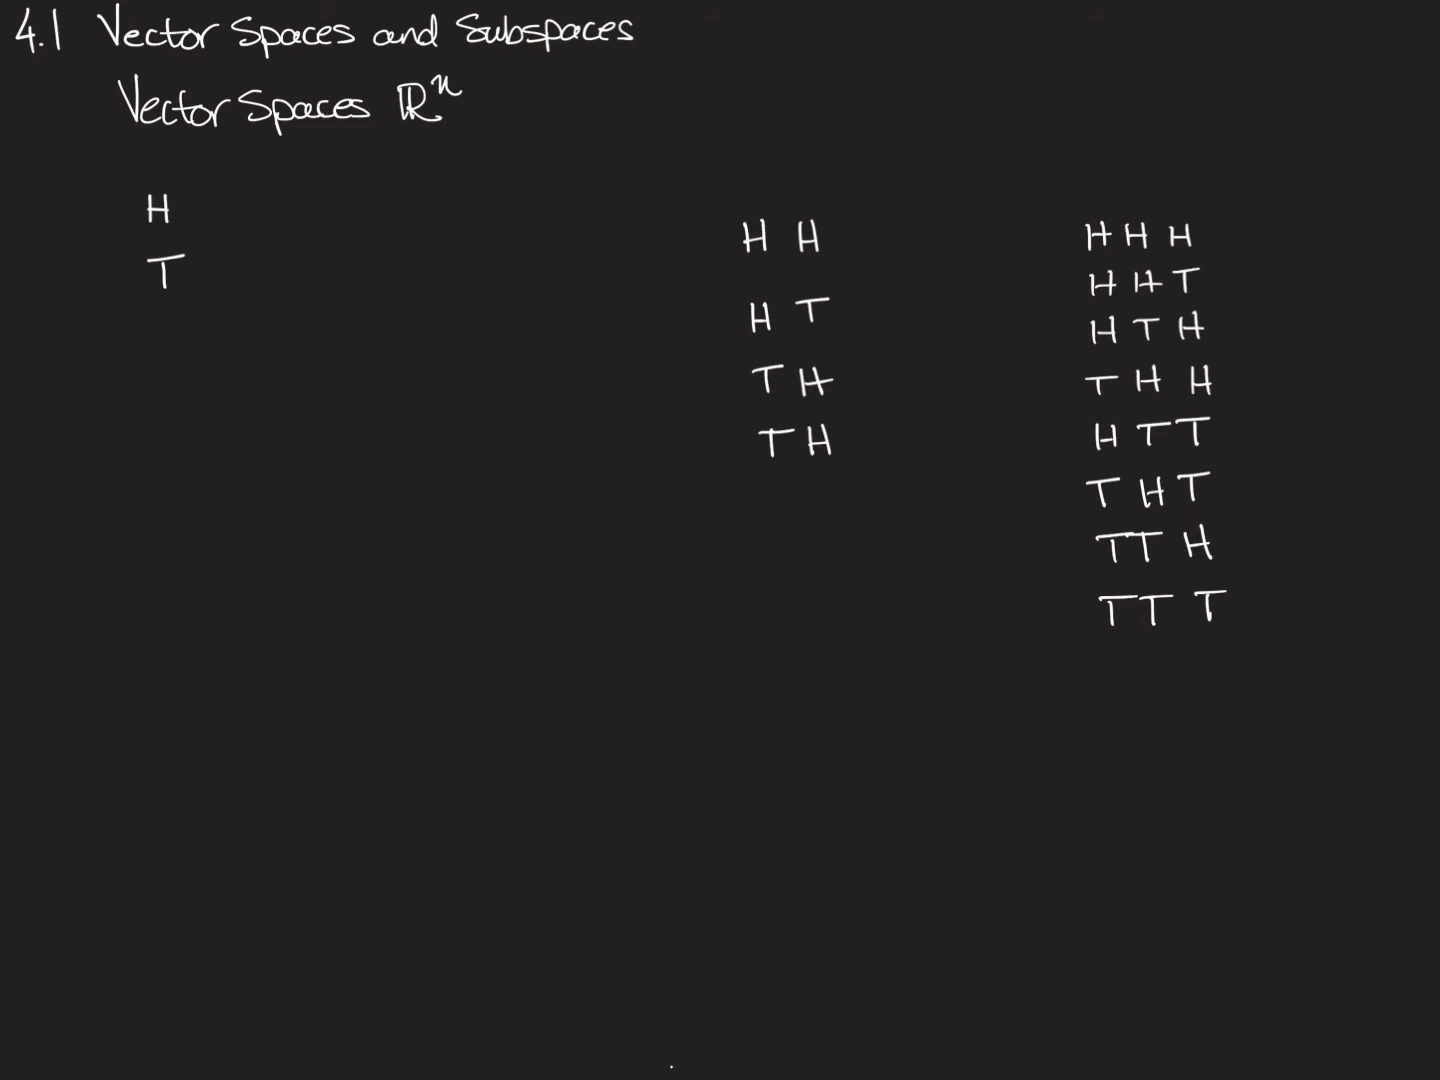 4.1 Vector Spaces and Subspaces
Vector Spaces ℝⁿ
H
T
H H
H T
T H
T H
H H H
H H T
H T H
T H H
H T T
T H T
T T H
T T T